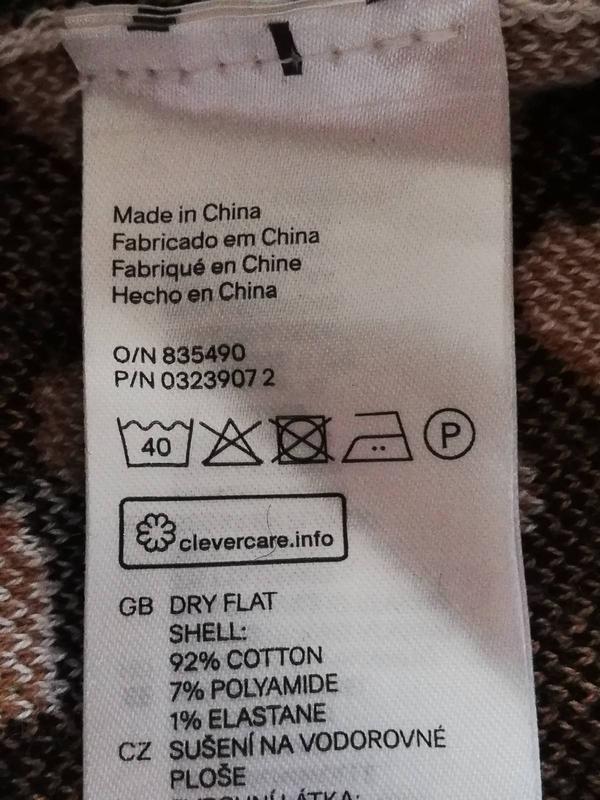 Made in China
Fabricado em China
Fabriqué en Chine
Hecho en China
O/N 835490
P/N 0323907 2
40 P
clevercare.info
GB DRY FLAT
SHELL:
92% COTTON
7% POLYAMIDE
1% ELASTANE
CZ SUŠENÍ NA VODOROVNÉ
PLOŠE